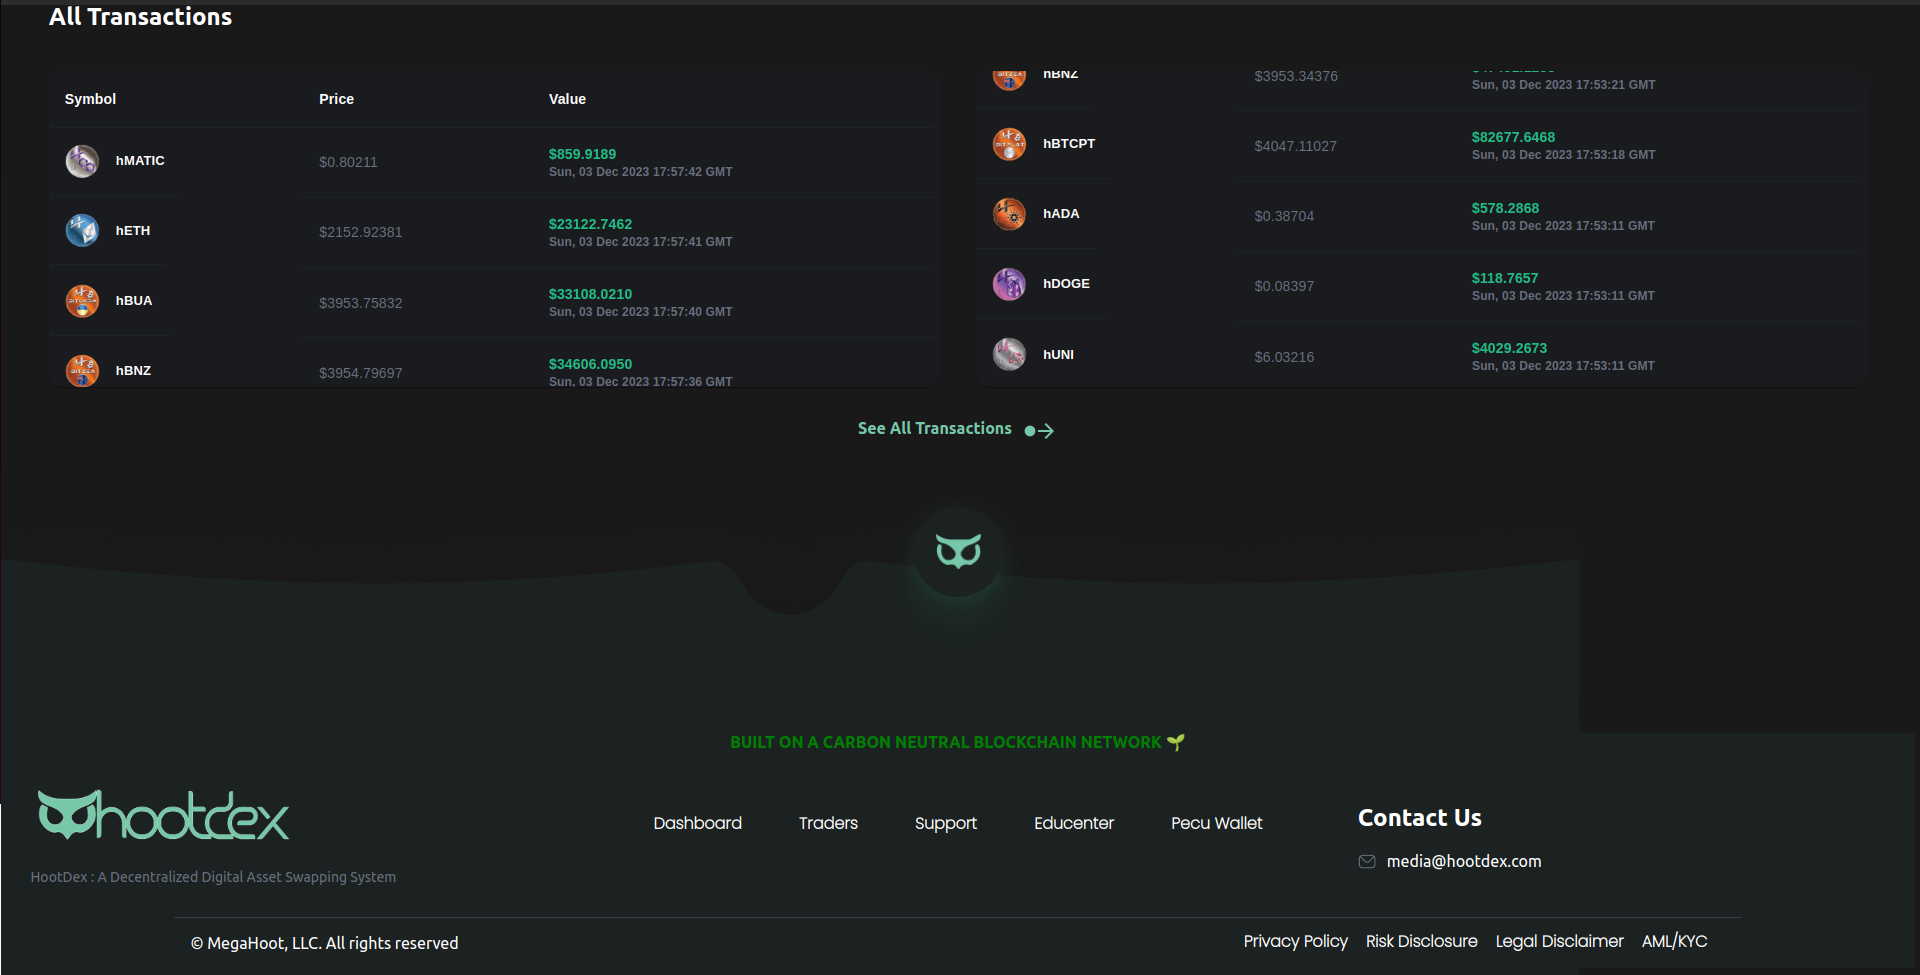 All Transactions
Symbol Price Value
hMATIC $0.80211 $859.9189
Sun, 03 Dec 2023 17:57:42 GMT
hETH $2152.92381 $23122.7462
Sun, 03 Dec 2023 17:57:41 GMT
hBUA $3953.75832 $33108.0210
Sun, 03 Dec 2023 17:57:40 GMT
hBNZ $3954.79697 $34606.0950
Sun, 03 Dec 2023 17:57:36 GMT
hBNZ $3953.34376
Sun, 03 Dec 2023 17:53:21 GMT
hBTCPT $4047.11027 $82677.6468
Sun, 03 Dec 2023 17:53:18 GMT
hADA $0.38704 $578.2868
Sun, 03 Dec 2023 17:53:11 GMT
hDOGE $0.08397 $118.7657
Sun, 03 Dec 2023 17:53:11 GMT
hUNI $6.03216 $4029.2673
Sun, 03 Dec 2023 17:53:11 GMT
See All Transactions
BUILT ON A CARBON NEUTRAL BLOCKCHAIN NETWORK 🌱
hootdex
HootDex : A Decentralized Digital Asset Swapping System
Dashboard Traders Support Educenter Pecu Wallet
Contact Us
media@hootdex.com
© MegaHoot, LLC. All rights reserved
Privacy Policy Risk Disclosure Legal Disclaimer AML/KYC